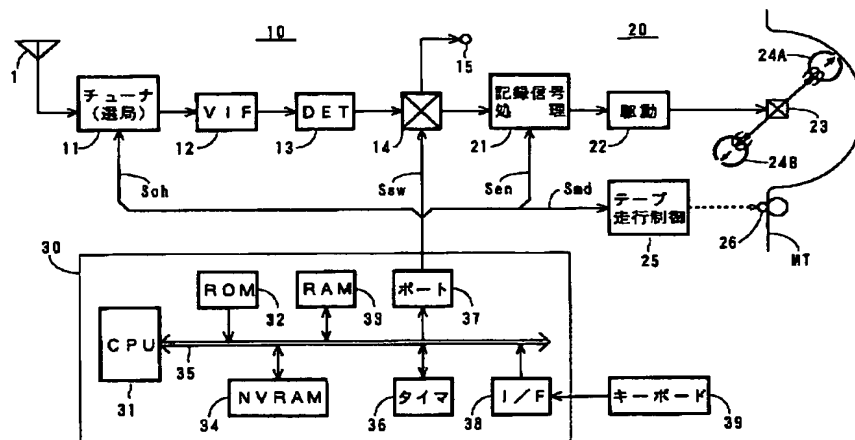 10
20
1
15
24A
チューナ
(選局)
11
VIF
12
DET
13
14
記録信号
処 理
21
駆動
22
23
24B
Sch
Ssw
Sen
Smd
テープ
走行制御
25
26
MT
30
ROM
32
RAM
33
ポート
37
CPU
31
35
NVRAM
34
タイマ
36
I/F
38
キーボード
39